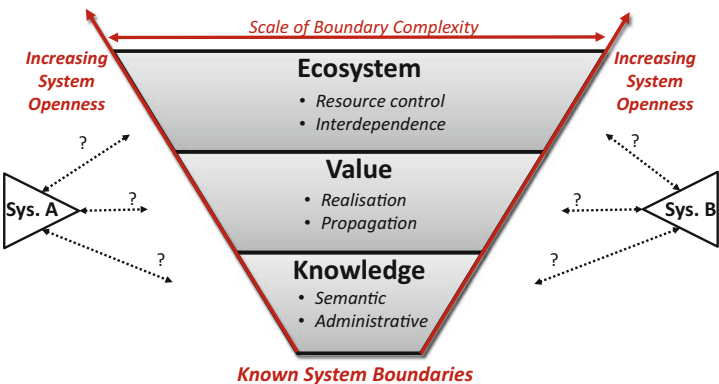 Scale of Boundary Complexity
Increasing
System
Openness
Increasing
System
Openness
Ecosystem
• Resource control
• Interdependence
?
?
Value
• Realisation
• Propagation
Sys. A
?
?
Sys. B
?
?
Knowledge
• Semantic
• Administrative
Known System Boundaries